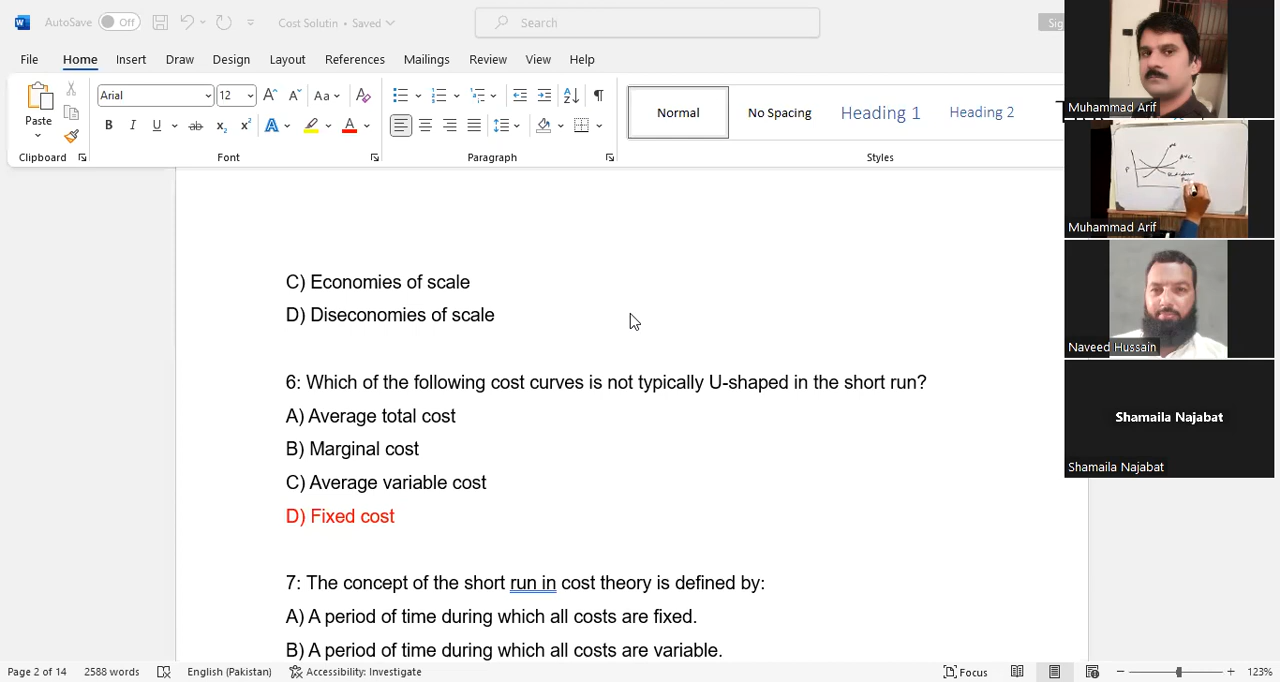 AutoSave Off Cost Solutin • Saved Search
File Home Insert Draw Design Layout References Mailings Review View Help
Paste Arial 12 Aa Normal No Spacing Heading 1 Heading 2
Clipboard Font Paragraph Styles
C) Economies of scale
D) Diseconomies of scale
6: Which of the following cost curves is not typically U-shaped in the short run?
A) Average total cost
B) Marginal cost
C) Average variable cost
D) Fixed cost
7: The concept of the short run in cost theory is defined by:
A) A period of time during which all costs are fixed.
B) A period of time during which all costs are variable.
Page 2 of 14 2588 words English (Pakistan) Accessibility: Investigate Focus 123%
Muhammad Arif
P
Muhammad Arif
Naveed Hussain
Shamaila Najabat
Shamaila Najabat